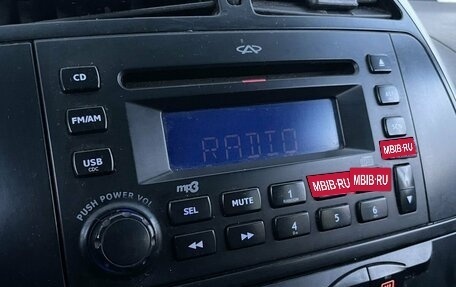 CD
FM/AM
RADIO
USB
CDC
mp3
PUSH POWER VOL
SEL
MUTE
1
4
5
6
MBIB.RU
MBIB.RU
MBIB.RU